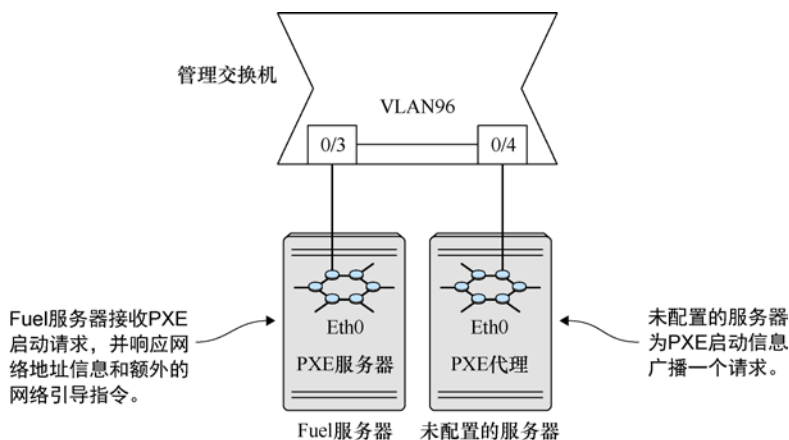 管理交换机
VLAN96
0/3
0/4
Eth0
PXE服务器
Eth0
PXE代理
Fuel服务器接收PXE
启动请求，并响应网
络地址信息和额外的
网络引导指令。
未配置的服务器
为PXE启动信息
广播一个请求。
Fuel服务器
未配置的服务器